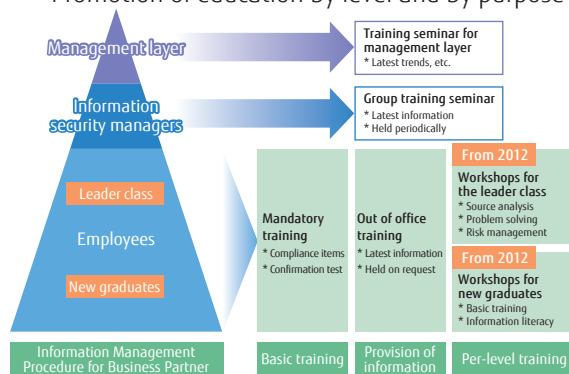 Promotion of education by level and by purpose
Management layer
Training seminar for
management layer
* Latest trends, etc.
Information
security managers
Group training seminar
* Latest information
* Held periodically
Leader class
Employees
New graduates
Mandatory
training
* Compliance items
* Confirmation test
Out of office
training
* Latest information
* Held on request
From 2012
Workshops for
the leader class
* Source analysis
* Problem solving
* Risk management
From 2012
Workshops for
new graduates
* Basic training
* Information literacy
Information Management
Procedure for Business Partner
Basic training
Provision of
information
Per-level training